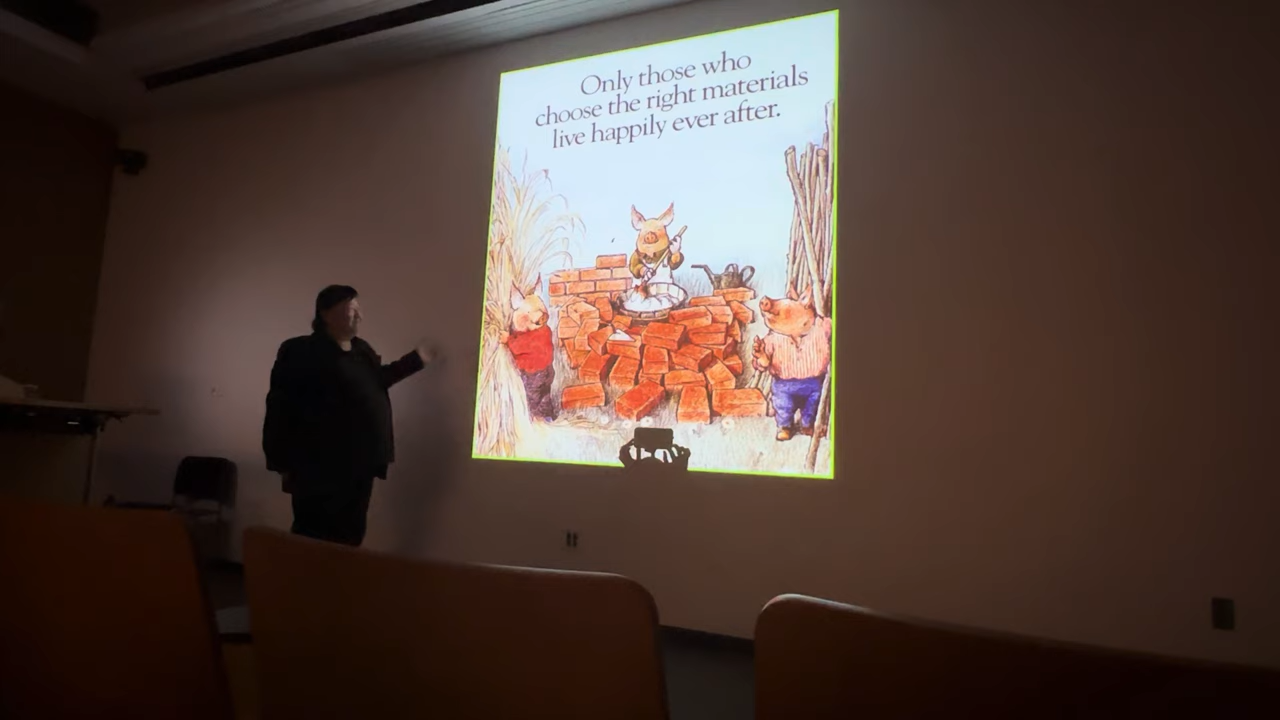 Only those who
choose the right materials
live happily ever after.